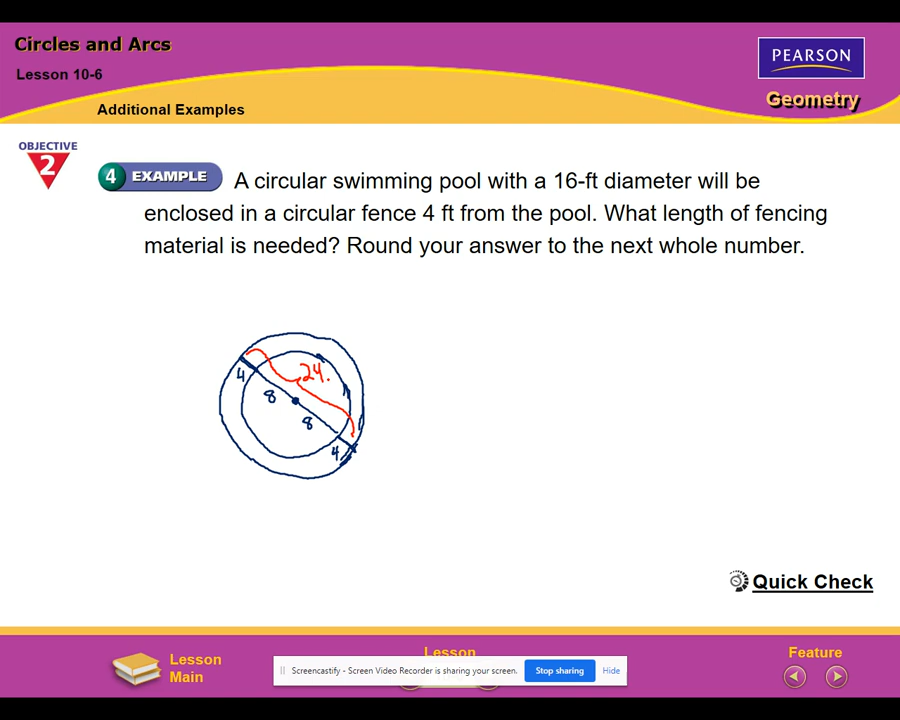 Circles and Arcs
Lesson 10-6
PEARSON
Geometry
Additional Examples
OBJECTIVE
2
4 EXAMPLE A circular swimming pool with a 16-ft diameter will be
enclosed in a circular fence 4 ft from the pool. What length of fencing
material is needed? Round your answer to the next whole number.
24.
4
8
8
4
Quick Check
Lesson
Main
Lesson
Feature
Screencastify - Screen Video Recorder is sharing your screen.
Stop sharing
Hide